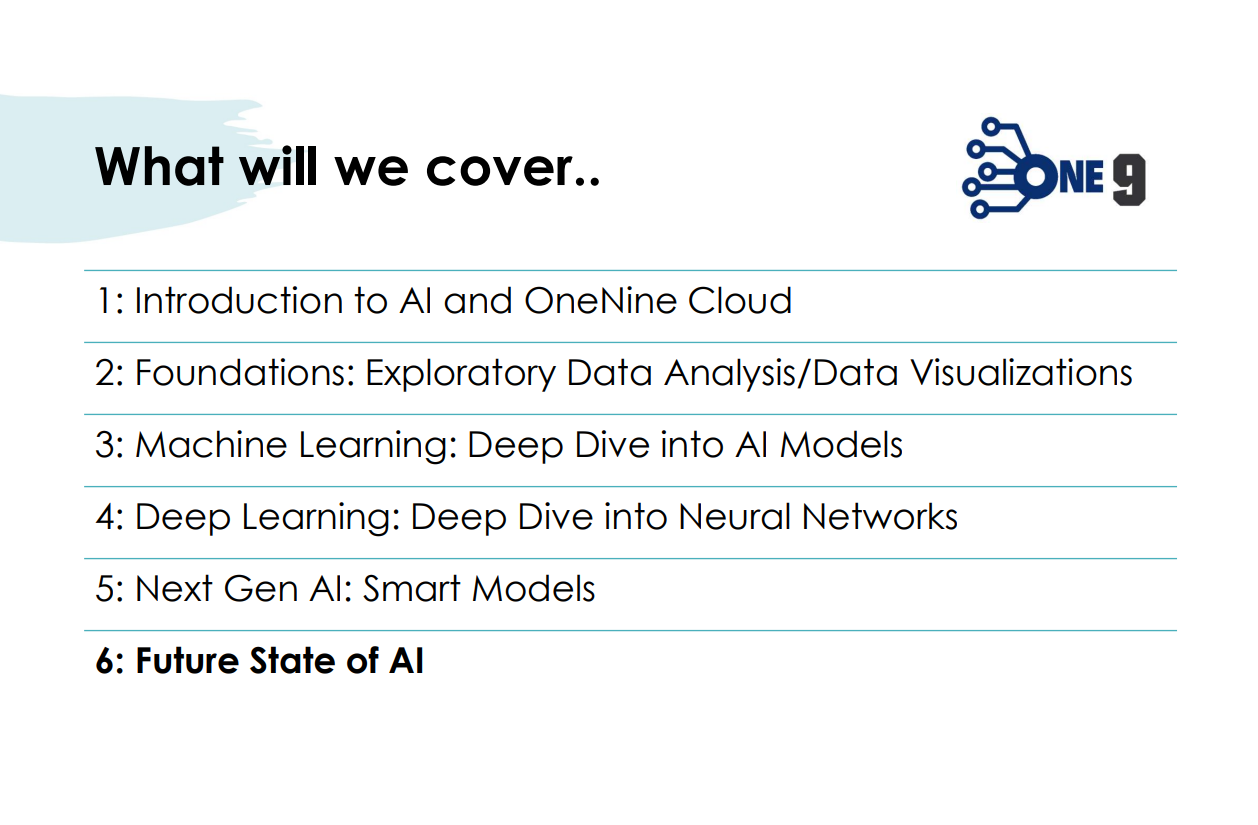 What will we cover..
ONE 9
1: Introduction to AI and OneNine Cloud
2: Foundations: Exploratory Data Analysis/Data Visualizations
3: Machine Learning: Deep Dive into AI Models
4: Deep Learning: Deep Dive into Neural Networks
5: Next Gen AI: Smart Models
6: Future State of AI